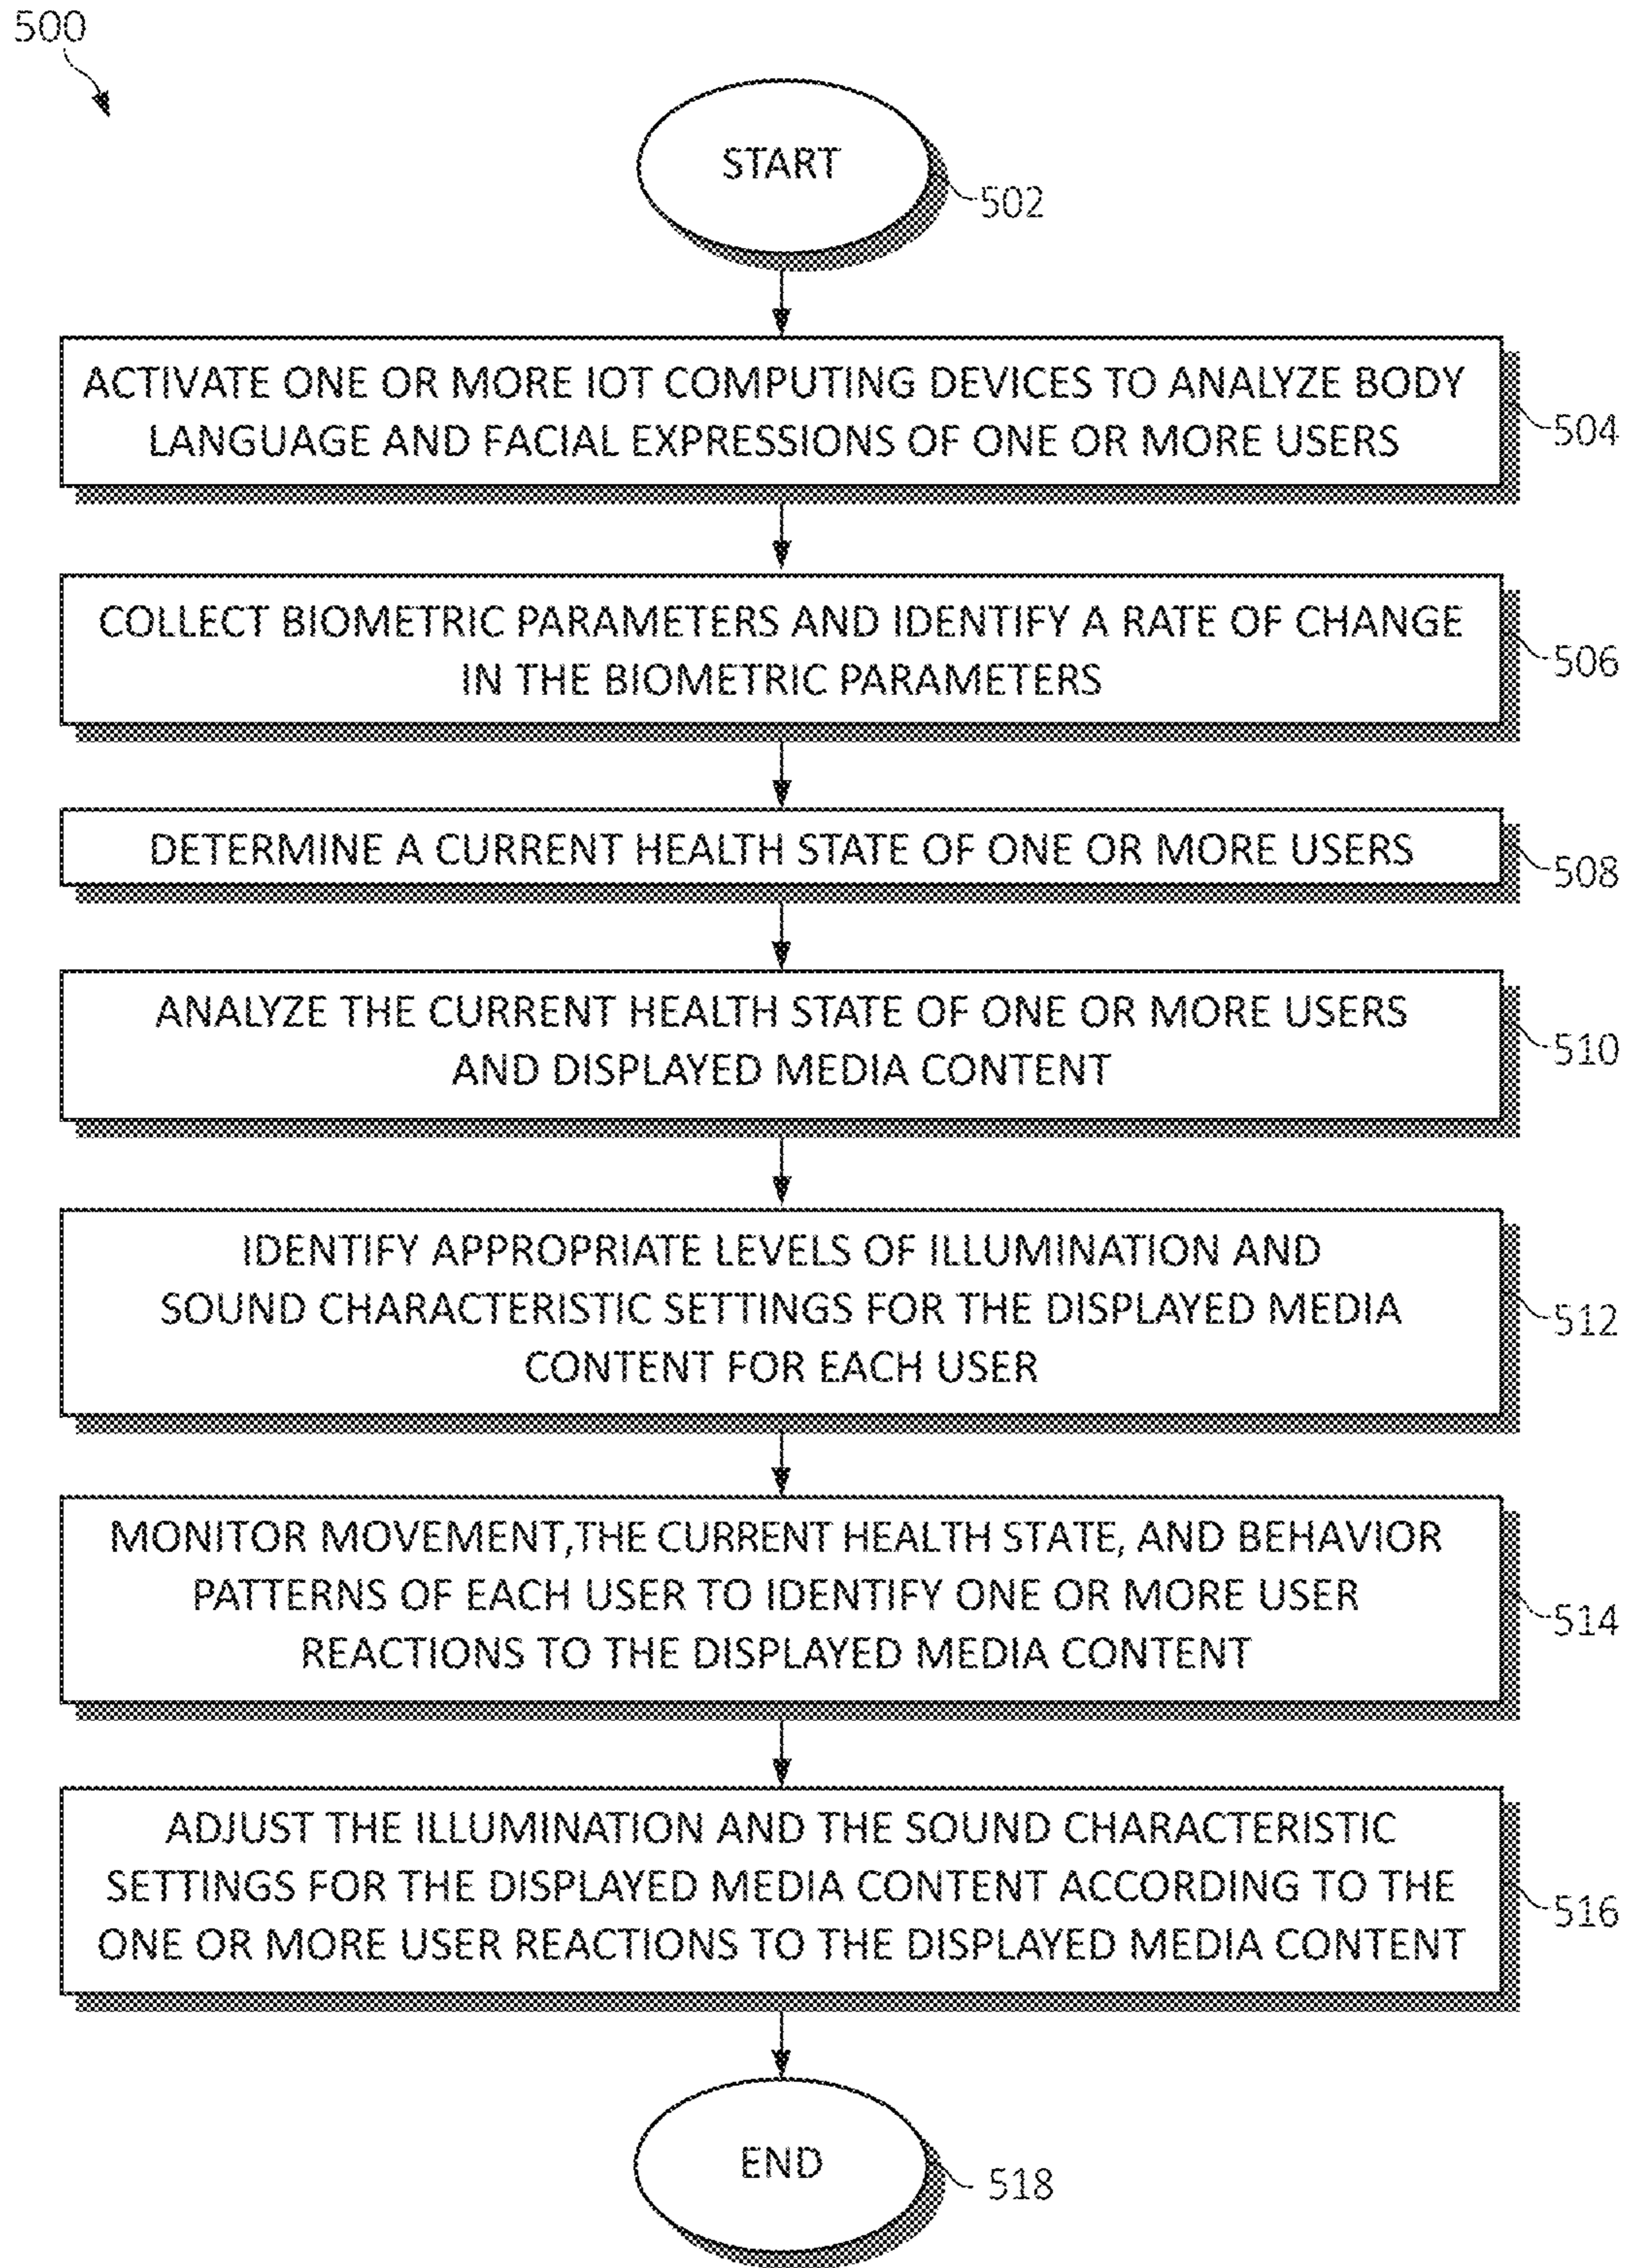 500
START
502
ACTIVATE ONE OR MORE IOT COMPUTING DEVICES TO ANALYZE BODY
LANGUAGE AND FACIAL EXPRESSIONS OF ONE OR MORE USERS
504
COLLECT BIOMETRIC PARAMETERS AND IDENTIFY A RATE OF CHANGE
IN THE BIOMETRIC PARAMETERS
506
DETERMINE A CURRENT HEALTH STATE OF ONE OR MORE USERS
508
ANALYZE THE CURRENT HEALTH STATE OF ONE OR MORE USERS
AND DISPLAYED MEDIA CONTENT
510
IDENTIFY APPROPRIATE LEVELS OF ILLUMINATION AND
SOUND CHARACTERISTIC SETTINGS FOR THE DISPLAYED MEDIA
CONTENT FOR EACH USER
512
MONITOR MOVEMENT,THE CURRENT HEALTH STATE, AND BEHAVIOR
PATTERNS OF EACH USER TO IDENTIFY ONE OR MORE USER
REACTIONS TO THE DISPLAYED MEDIA CONTENT
514
ADJUST THE ILLUMINATION AND THE SOUND CHARACTERISTIC
SETTINGS FOR THE DISPLAYED MEDIA CONTENT ACCORDING TO THE
ONE OR MORE USER REACTIONS TO THE DISPLAYED MEDIA CONTENT
516
END
518